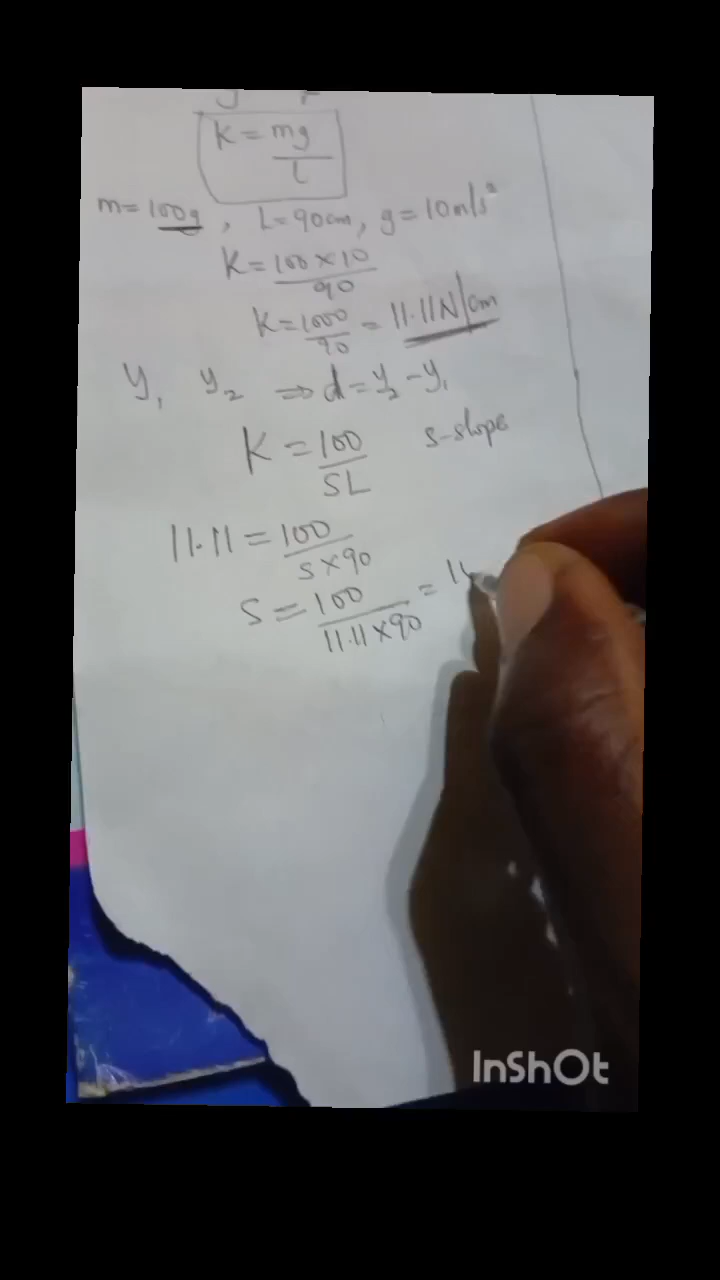 K = mg/L
m = 100g, L = 90cm, g = 10m/s²
K = 100 × 10/90
K = 1000/90 = 11.11N/cm
y₁ y₂ ⇒ d = y₂ - y₁
K = 100/SL s-slope
11.11 = 100/S × 90
S = 100/11.11 × 90 =
InShOt